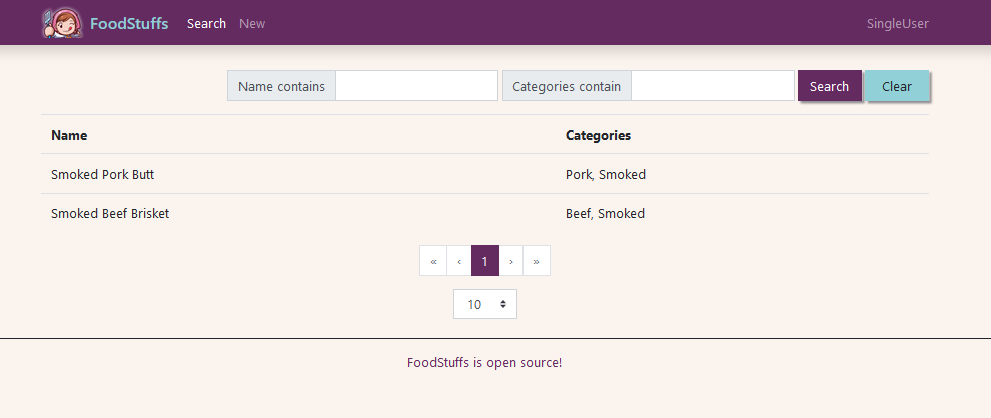 FoodStuffs Search New SingleUser
Name contains Categories contain Search Clear
Name Categories
Smoked Pork Butt Pork, Smoked
Smoked Beef Brisket Beef, Smoked
« ‹ 1 › »
10
FoodStuffs is open source!